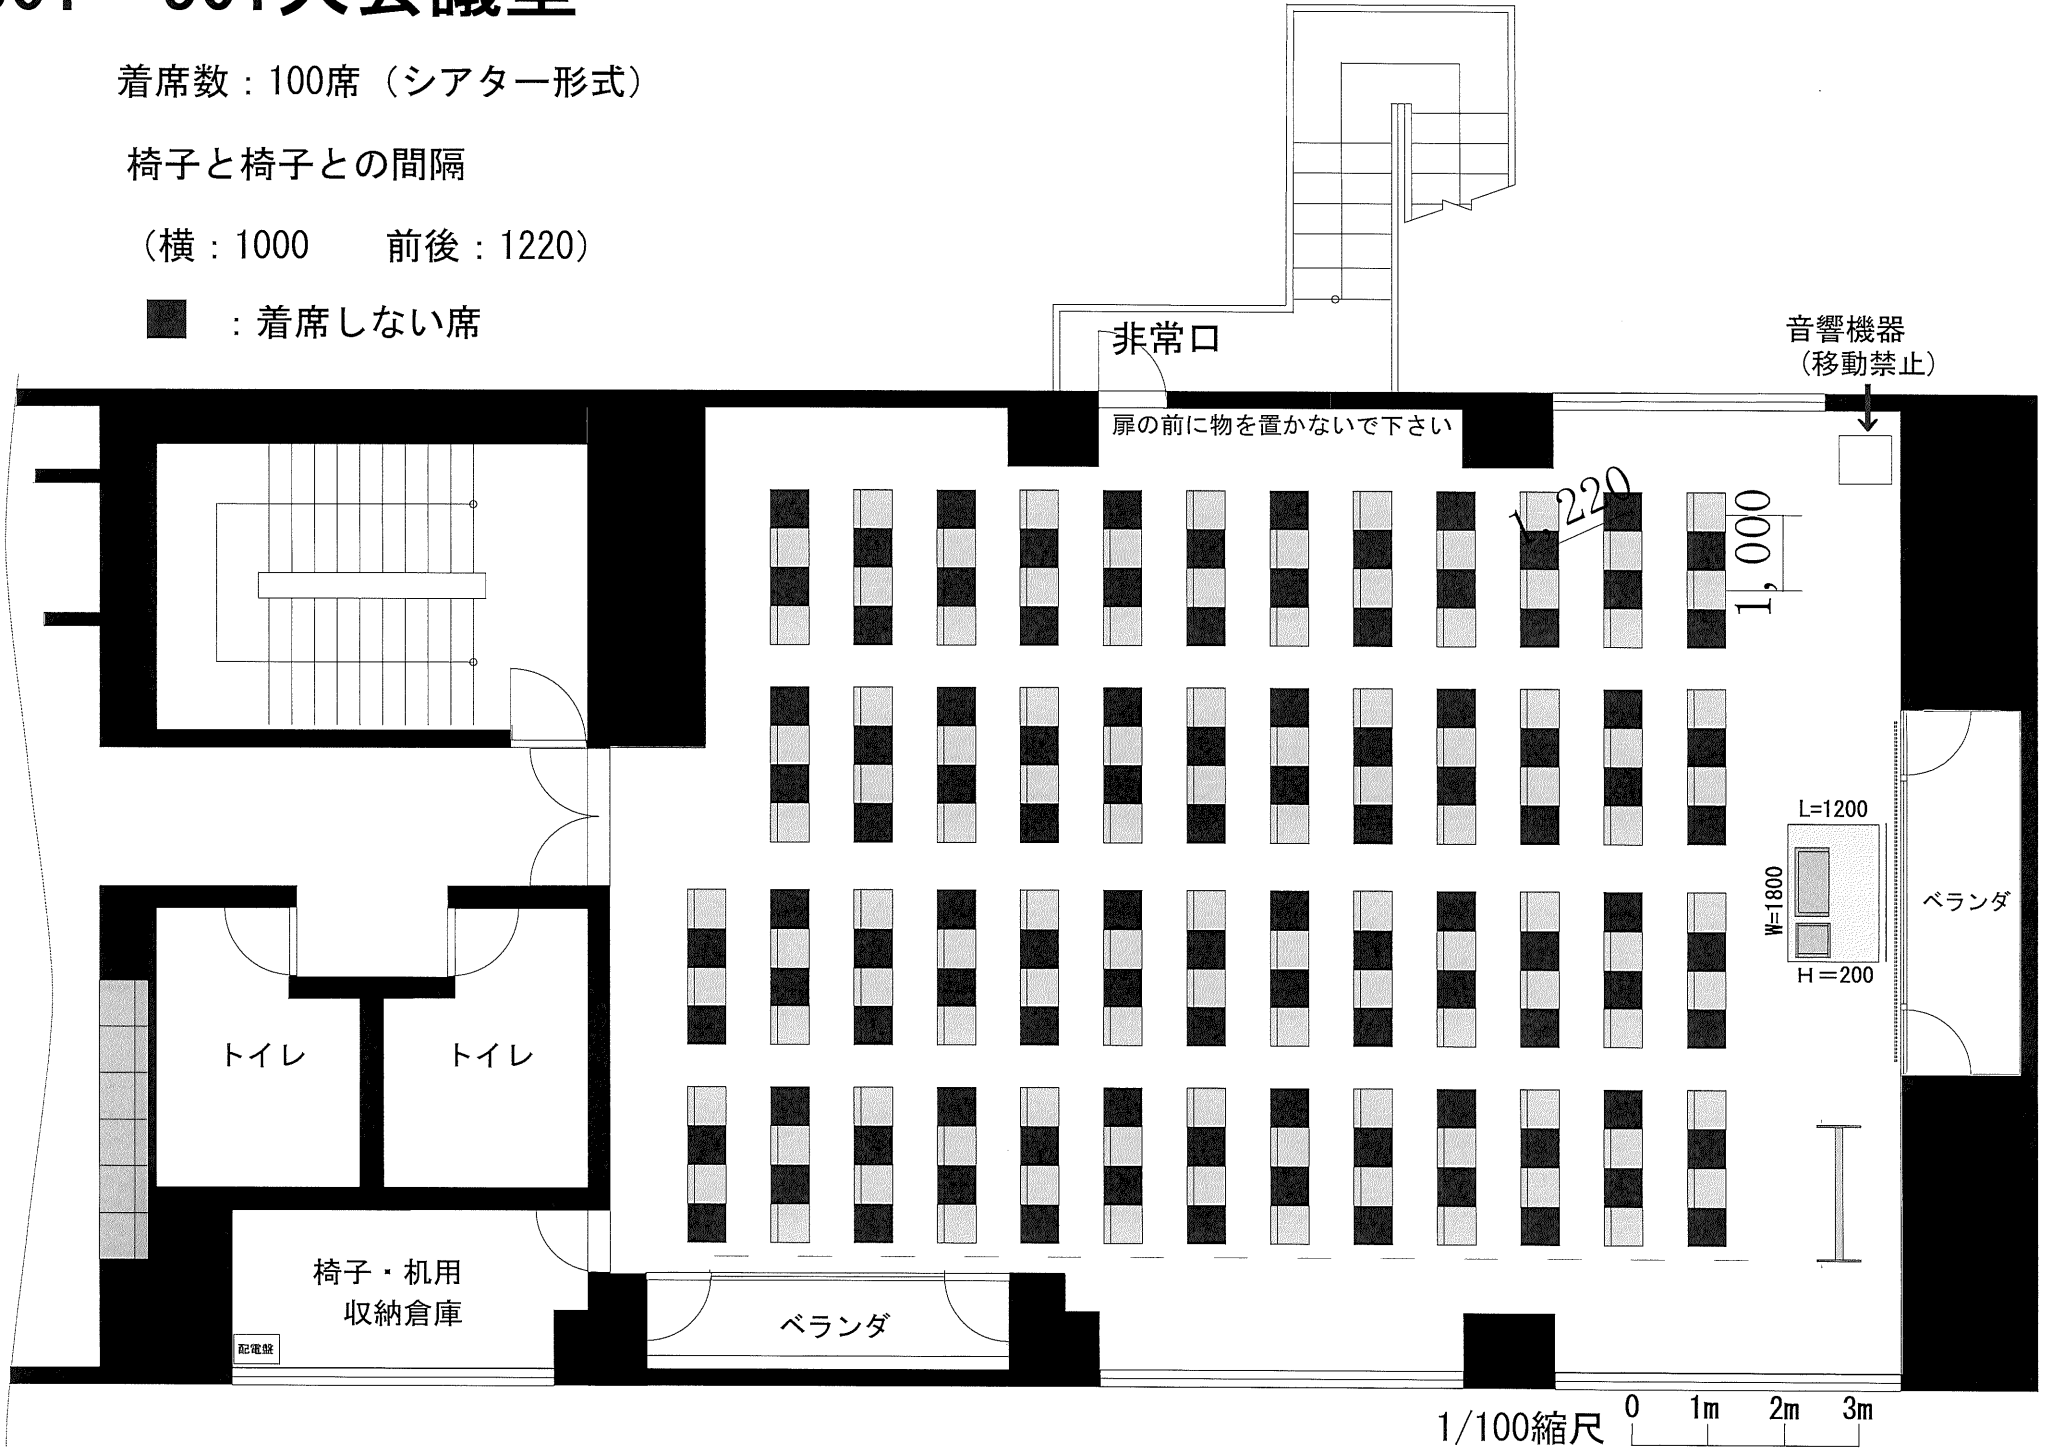 大会議室
着席数：100席（シアター形式）
椅子と椅子との間隔
（横：1000　前後：1220）
：着席しない席
非常口
音響機器
（移動禁止）
扉の前に物を置かないで下さい
1,220
1,000
L=1200
W=1800
H=200
ベランダ
トイレ
トイレ
椅子・机用
収納倉庫
配電盤
ベランダ
1/100縮尺
0 1m 2m 3m